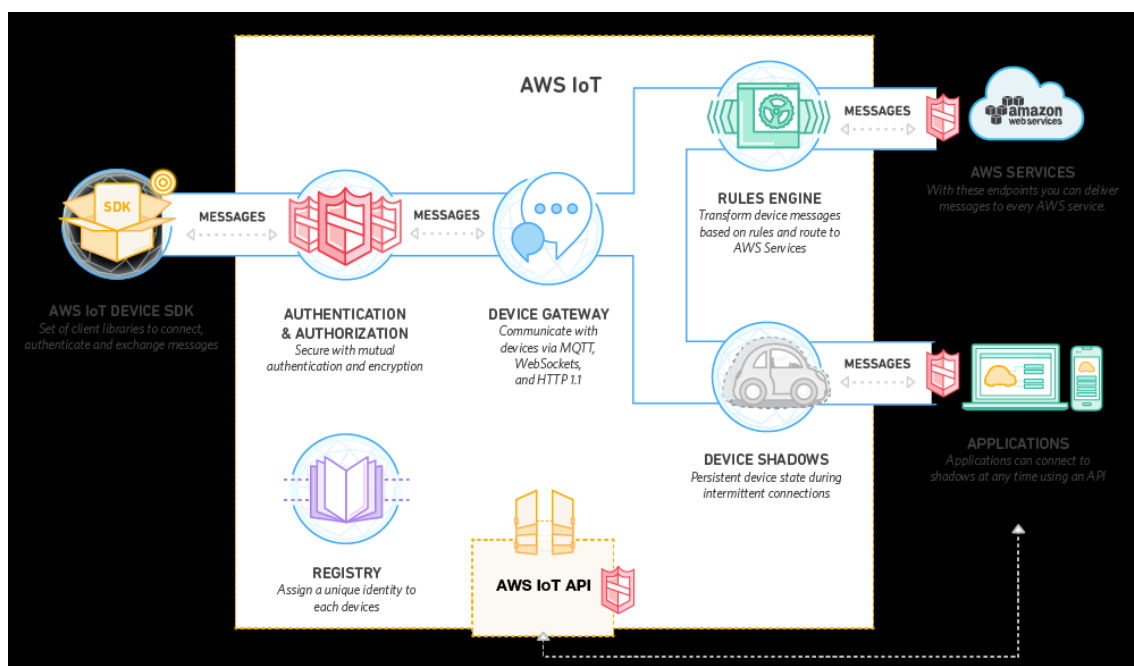 AWS IoT
SDK
MESSAGES
MESSAGES
MESSAGES
amazon
webservices
AWS IoT DEVICE SDK
Set of client libraries to connect,
authenticate and exchange messages
AUTHENTICATION
& AUTHORIZATION
Secure with mutual
authentication and encryption
DEVICE GATEWAY
Communicate with
devices via MQTT,
WebSockets,
and HTTP 1.1
RULES ENGINE
Transform device messages
based on rules and route to
AWS Services
AWS SERVICES
With these endpoints you can deliver
messages to every AWS service.
MESSAGES
DEVICE SHADOWS
Persistent device state during
intermittent connections
APPLICATIONS
Applications can connect to
shadows at any time using an API
REGISTRY
Assign a unique identity to
each devices
AWS IoT API